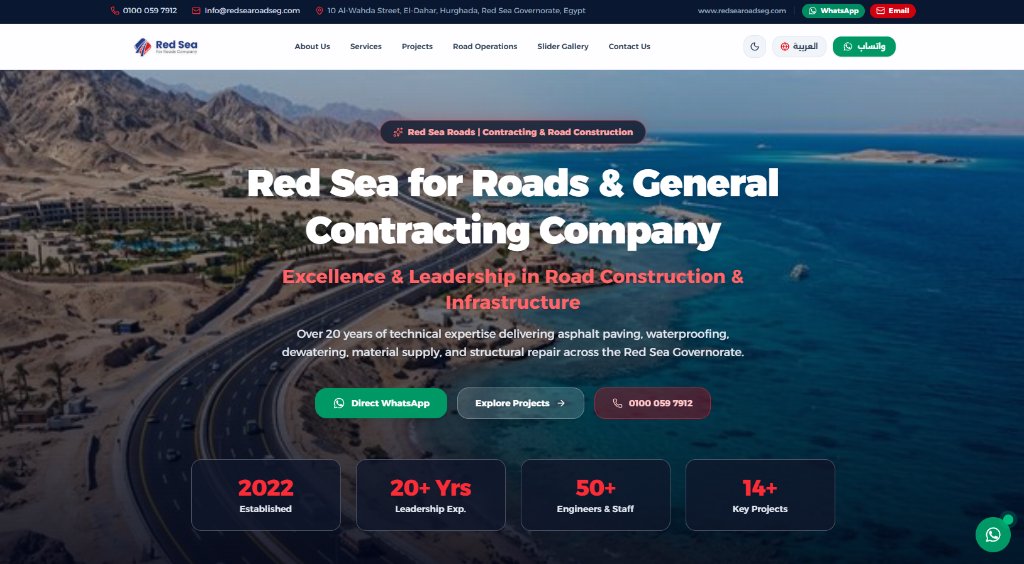 0100 059 7912
info@redsearoadseg.com
10 Al-Wahda Street, El-Dahar, Hurghada, Red Sea Governorate, Egypt
www.redsearoadseg.com
WhatsApp
Email
Red Sea
For Roads Company
About Us
Services
Projects
Road Operations
Slider Gallery
Contact Us
العربية
واتساب
Red Sea Roads | Contracting & Road Construction
Red Sea for Roads & General
Contracting Company
Excellence & Leadership in Road Construction &
Infrastructure
Over 20 years of technical expertise delivering asphalt paving, waterproofing,
dewatering, material supply, and structural repair across the Red Sea Governorate.
Direct WhatsApp
Explore Projects →
0100 059 7912
2022
Established
20+ Yrs
Leadership Exp.
50+
Engineers & Staff
14+
Key Projects